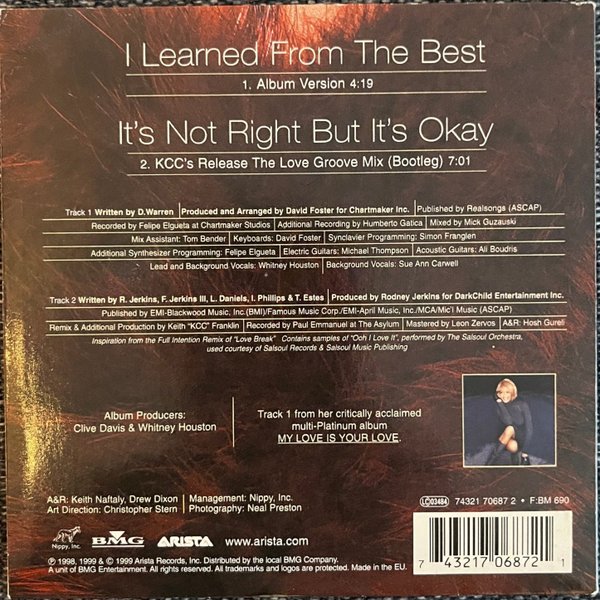 I Learned From The Best
1. Album Version 4:19
It's Not Right But It's Okay
2. KCC's Release The Love Groove Mix (Bootleg) 7:01
Track 1 Written by D.Warren | Produced and Arranged by David Foster for Chartmaker Inc. | Published by Realsongs (ASCAP)
Recorded by Felipe Elgueta at Chartmaker Studios | Additional Recording by Humberto Gatica | Mixed by Mick Guzauski
Mix Assistant: Tom Bender | Keyboards: David Foster | Synclavier Programming: Simon Franglen
Additional Synthesizer Programming: Felipe Elgueta | Electric Guitars: Michael Thompson | Acoustic Guitars: Ali Boudris
Lead and Background Vocals: Whitney Houston | Background Vocals: Sue Ann Carwell
Track 2 Written by R. Jerkins, F. Jerkins III, L. Daniels, I. Phillips & T. Estes | Produced by Rodney Jerkins for DarkChild Entertainment Inc.
Published by EMI-Blackwood Music, Inc.(BMI)/Famous Music Corp./EMI-April Music, Inc./MCA/Mic'l Music (ASCAP)
Remix & Additional Production by Keith "KCC" Franklin | Recorded by Paul Emmanuel at The Asylum | Mastered by Leon Zervos | A&R: Hosh Gureli
Inspiration from the Full Intention Remix of "Love Break" Contains samples of "Ooh I Love It", performed by The Salsoul Orchestra,
used courtesy of Salsoul Records & Salsoul Music Publishing
Album Producers:
Clive Davis & Whitney Houston
Track 1 from her critically acclaimed
multi-Platinum album
MY LOVE IS YOUR LOVE.
A&R: Keith Naftaly, Drew Dixon | Management: Nippy, Inc.
Art Direction: Christopher Stern | Photography: Neal Preston
LC 03484 74321 70687 2 • F:BM 690
Nippy, Inc. BMG ARISTA www.arista.com
℗ 1998, 1999 & © 1999 Arista Records, Inc. Distributed by the local BMG Company.
A unit of BMG Entertainment. All rights reserved. All trademarks and logos are protected. Made in the EU.
7 43217 06872 1